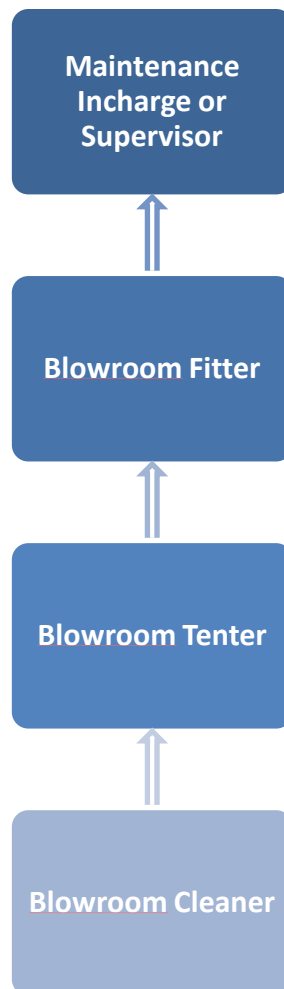 Maintenance
Incharge or
Supervisor
Blowroom Fitter
Blowroom Tenter
Blowroom Cleaner